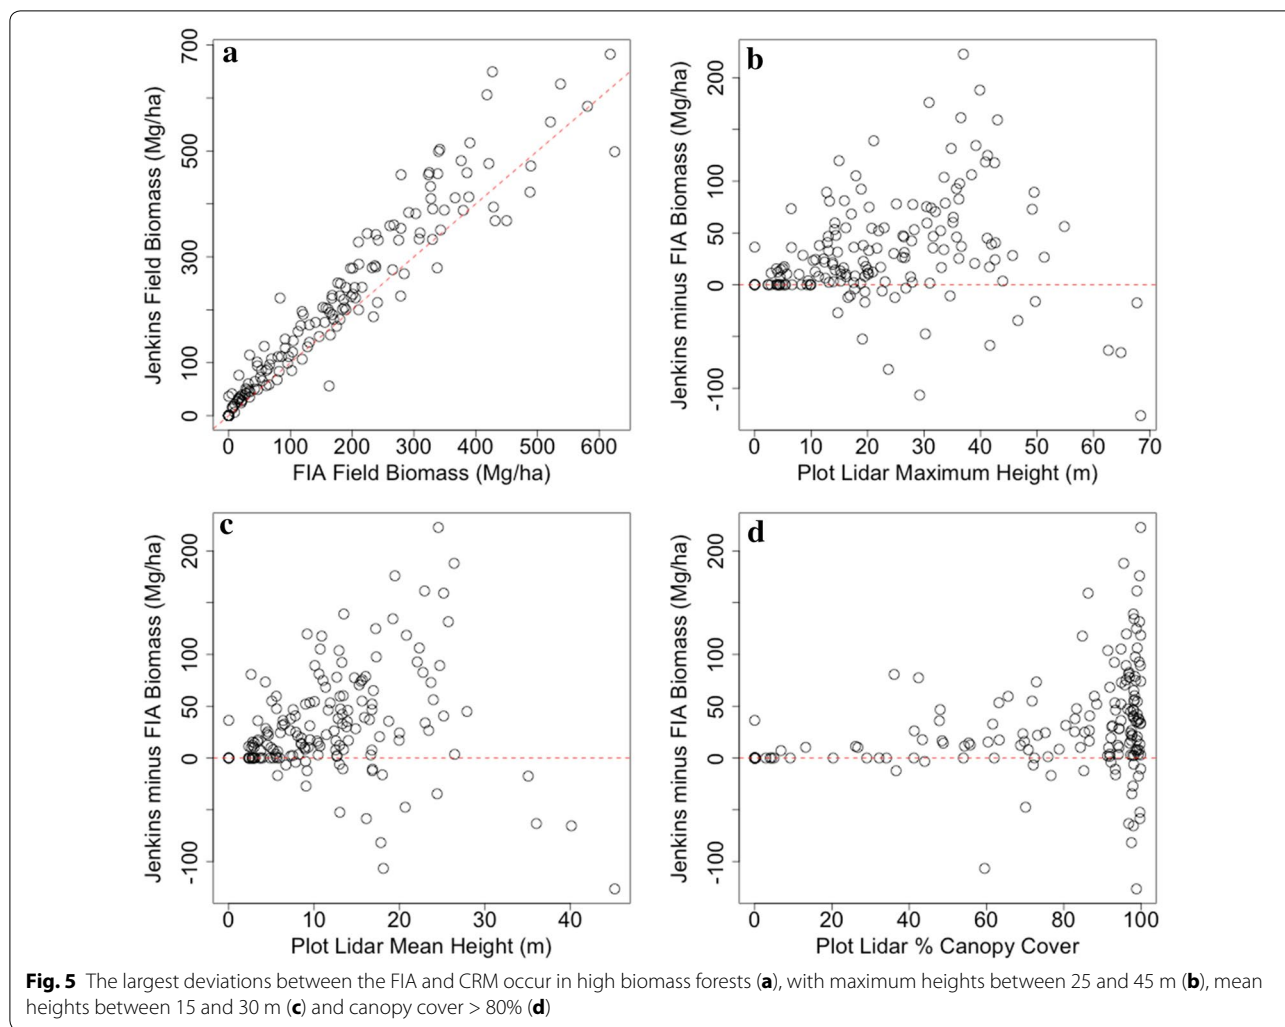 a
Jenkins Field Biomass (Mg/ha)
700
500
300
100
0
0 100 200 300 400 500 600
FIA Field Biomass (Mg/ha)
b
Jenkins minus FIA Biomass (Mg/ha)
200
100
50
0
-100
0 10 20 30 40 50 60 70
Plot Lidar Maximum Height (m)
c
Jenkins minus FIA Biomass (Mg/ha)
200
100
50
0
-100
0 10 20 30 40
Plot Lidar Mean Height (m)
d
Jenkins minus FIA Biomass (Mg/ha)
200
100
50
0
-100
0 20 40 60 80 100
Plot Lidar % Canopy Cover
Fig. 5 The largest deviations between the FIA and CRM occur in high biomass forests (a), with maximum heights between 25 and 45 m (b), mean
heights between 15 and 30 m (c) and canopy cover > 80% (d)